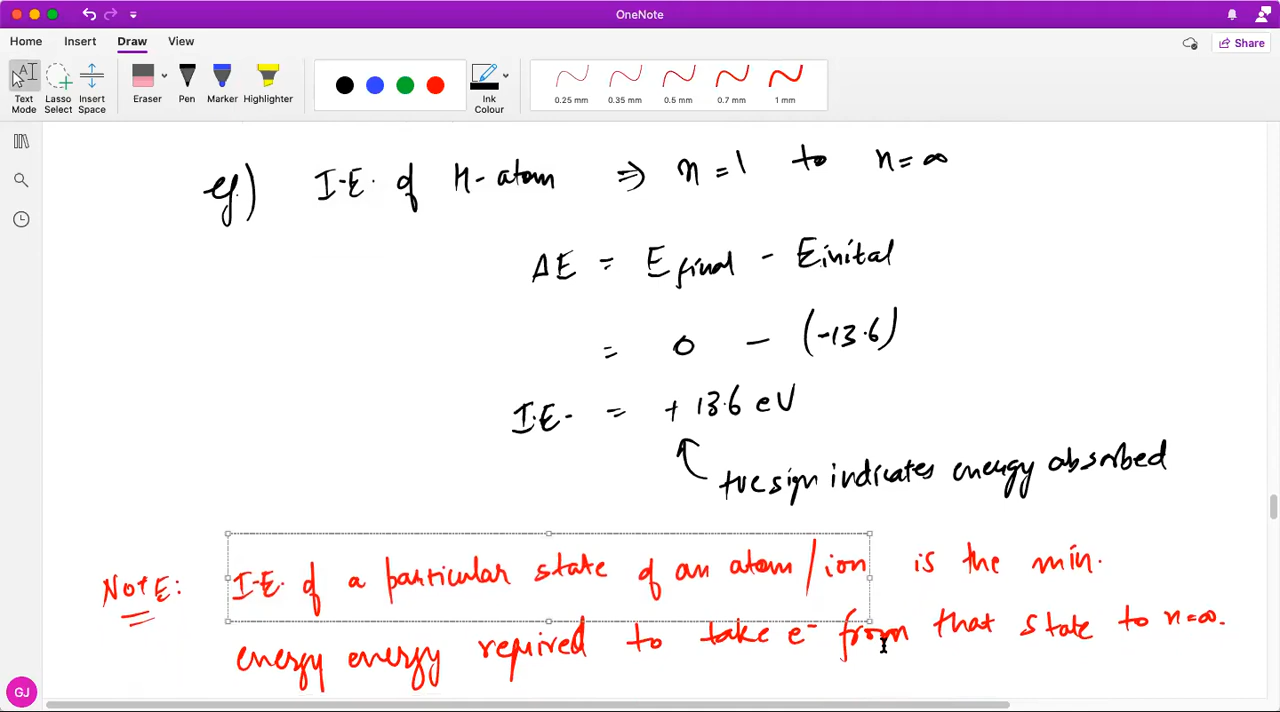 OneNote
Home Insert Draw View
Share
Text Mode
Lasso Select
Insert Space
Eraser
Pen
Marker
Highlighter
Ink Colour
0.25 mm 0.35 mm 0.5 mm 0.7 mm 1 mm
eg.) I.E. of H-atom ⇒ n = 1 to n = ∞
ΔE = Efinal - Einital
= 0 - (-13.6)
I.E. = + 13.6 eV
+ve sign indicates energy absorbed
NOTE: I.E. of a particular state of an atom/ion is the min.
energy energy required to take e⁻ from that state to n=∞.
GJ